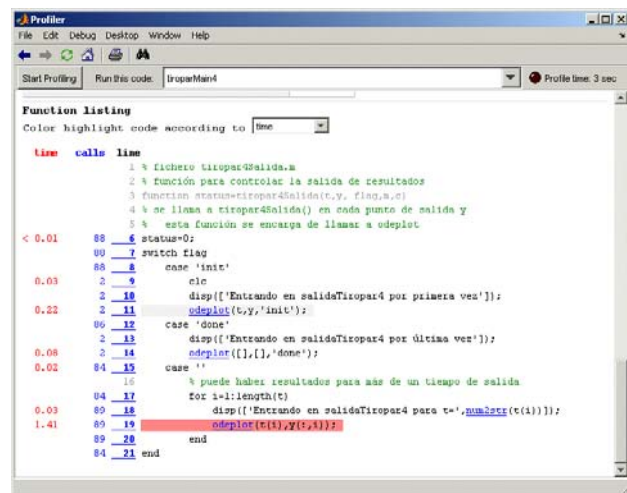 Profiler
File Edit Debug Desktop Window Help
Start Profiling Run this code: tiroparMain4 Profile time: 3 sec
Function listing
Color highlight code according to time
time calls line
1 % fichero tiropar4Salida.m
2 % función para controlar la salida de resultados
3 function status=tiropar4Salida(t,y, flag,m,c)
4 % se llama a tiropar4Salida() en cada punto de salida y
5 % esta función se encarga de llamar a odeplot
< 0.01 88 6 status=0;
88 7 switch flag
88 8 case 'init'
0.03 2 9 clc
2 10 disp(['Entrando en salidaTiropar4 por primera vez']);
0.22 2 11 odeplot(t,y,'init');
86 12 case 'done'
2 13 disp(['Entrando en salidaTiropar4 por última vez']);
0.08 2 14 odeplot([],[],'done');
0.02 84 15 case ''
16 % puede haber resultados para más de un tiempo de salida
84 17 for i=1:length(t)
0.03 89 18 disp(['Entrando en salidaTiropar4 para t=',num2str(t(i))]);
1.41 89 19 odeplot(t(i),y(:,i));
89 20 end
84 21 end